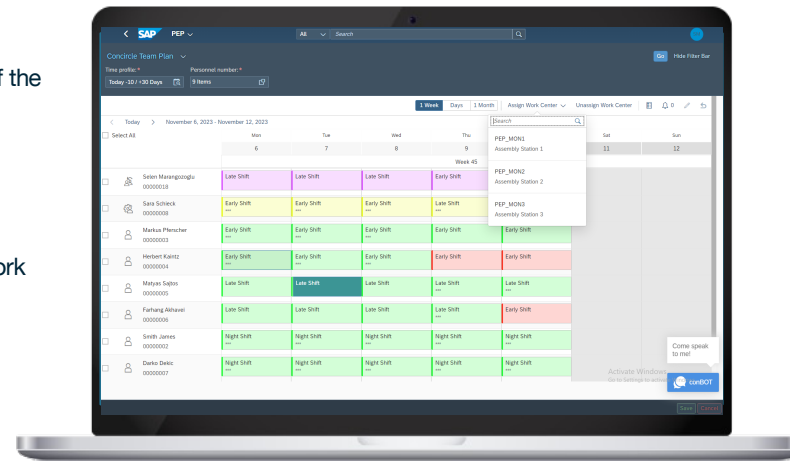 f the
ork
SAP PEP
All Search
Concircle Team Plan
Go Hide Filter Bar
Time profile:* Personnel number:*
Today -10 / +30 Days 9 Items
1 Week Days 1 Month Assign Work Center Unassign Work Center 0
Today November 6, 2023 - November 12, 2023
Search
Select All Mon Tue Wed Thu Sat Sun
6 7 8 9 11 12
Week 45
PEP_MON1
Assembly Station 1
PEP_MON2
Assembly Station 2
PEP_MON3
Assembly Station 3
Selen Marangozoglu Late Shift Late Shift Late Shift Early Shift
00000018
Sara Schieck Early Shift Early Shift Early Shift Late Shift
00000008 *** *** *** ***
Markus Pferscher Early Shift Early Shift Early Shift Early Shift Early Shift
00000003 *** *** *** ***
Herbert Kaintz Early Shift Early Shift Early Shift Early Shift Early Shift
00000004 *** *** ***
Matyas Sajtos Late Shift Late Shift Late Shift Late Shift Late Shift
00000005 ***
Farhang Akhavei Late Shift Late Shift Late Shift Late Shift Early Shift
00000006 ***
Smith James Night Shift Night Shift Night Shift Night Shift Night Shift
00000002 *** *** *** *** ***
Darko Dekic Night Shift Night Shift Night Shift Night Shift Night Shift
00000007 *** *** *** *** ***
Come speak
to me!
Activate Windows
Go to Settings to activ
conBOT
Save Cancel